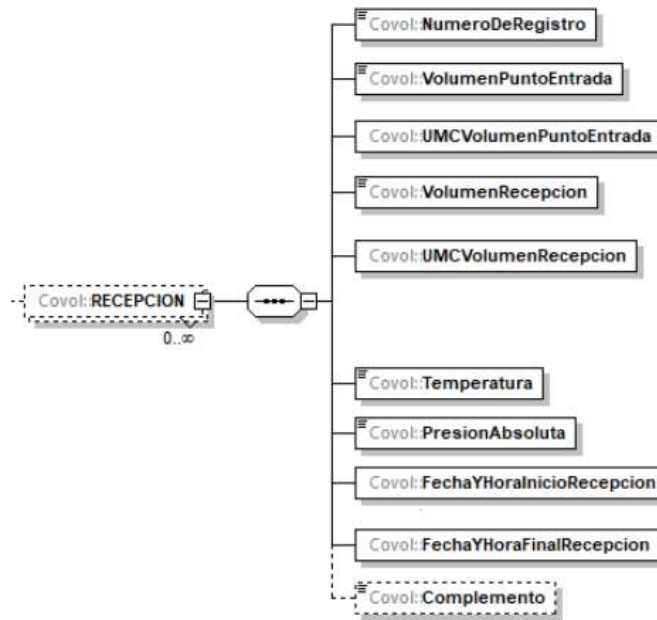 Covol::NumeroDeRegistro
Covol::VolumenPuntoEntrada
Covol::UMCVolumenPuntoEntrada
Covol::VolumenRecepcion
Covol::UMCVolumenRecepcion
Covol::RECEPCION
0..∞
Covol::Temperatura
Covol::PresionAbsoluta
Covol::FechaYHoraInicioRecepcion
Covol::FechaYHoraFinalRecepcion
Covol::Complemento